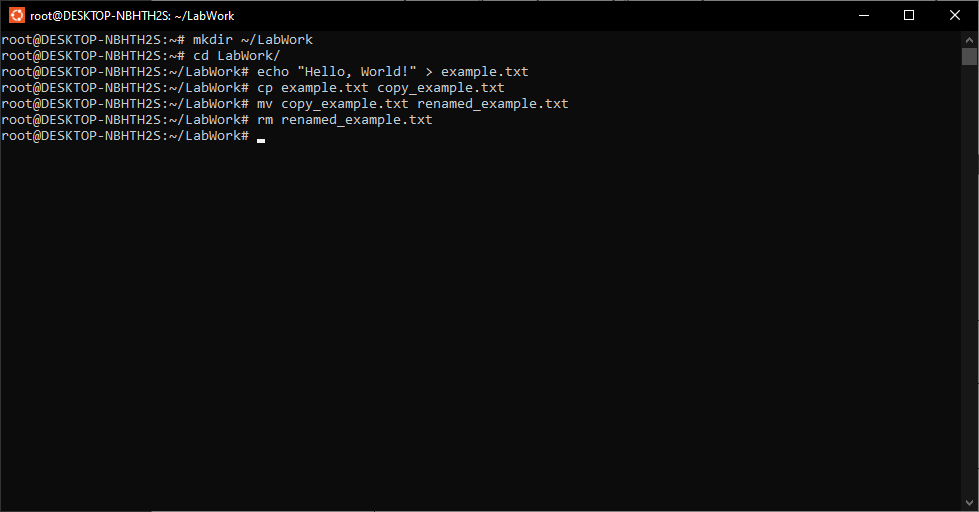 root@DESKTOP-NBHTH2S: ~/LabWork
root@DESKTOP-NBHTH2S:~# mkdir ~/LabWork
root@DESKTOP-NBHTH2S:~# cd LabWork/
root@DESKTOP-NBHTH2S:~/LabWork# echo "Hello, World!" > example.txt
root@DESKTOP-NBHTH2S:~/LabWork# cp example.txt copy_example.txt
root@DESKTOP-NBHTH2S:~/LabWork# mv copy_example.txt renamed_example.txt
root@DESKTOP-NBHTH2S:~/LabWork# rm renamed_example.txt
root@DESKTOP-NBHTH2S:~/LabWork#